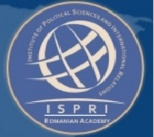 INSTITUTE OF POLITICAL SCIENCES AND INTERNATIONAL RELATIONS
ISPRI
ROMANIAN ACADEMY